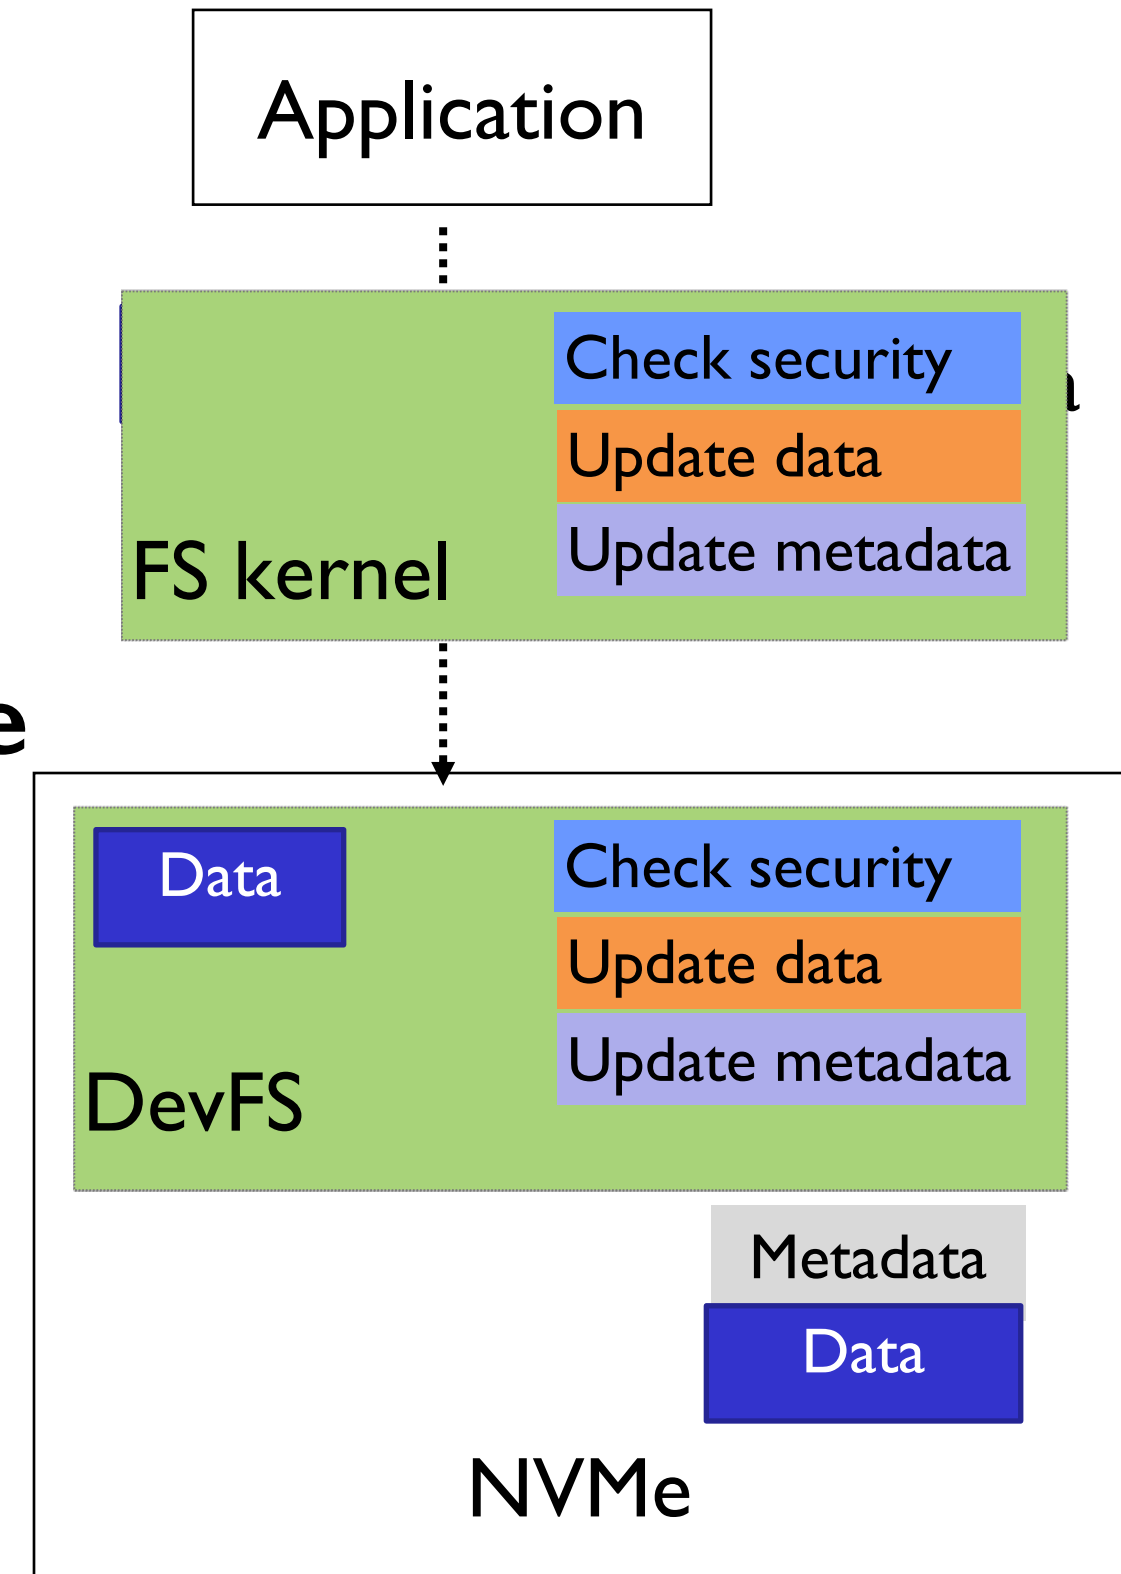 Application
Check security
a
Update data
Update metadata
FS kernel
e
Data
Check security
Update data
Update metadata
DevFS
Metadata
Data
NVMe